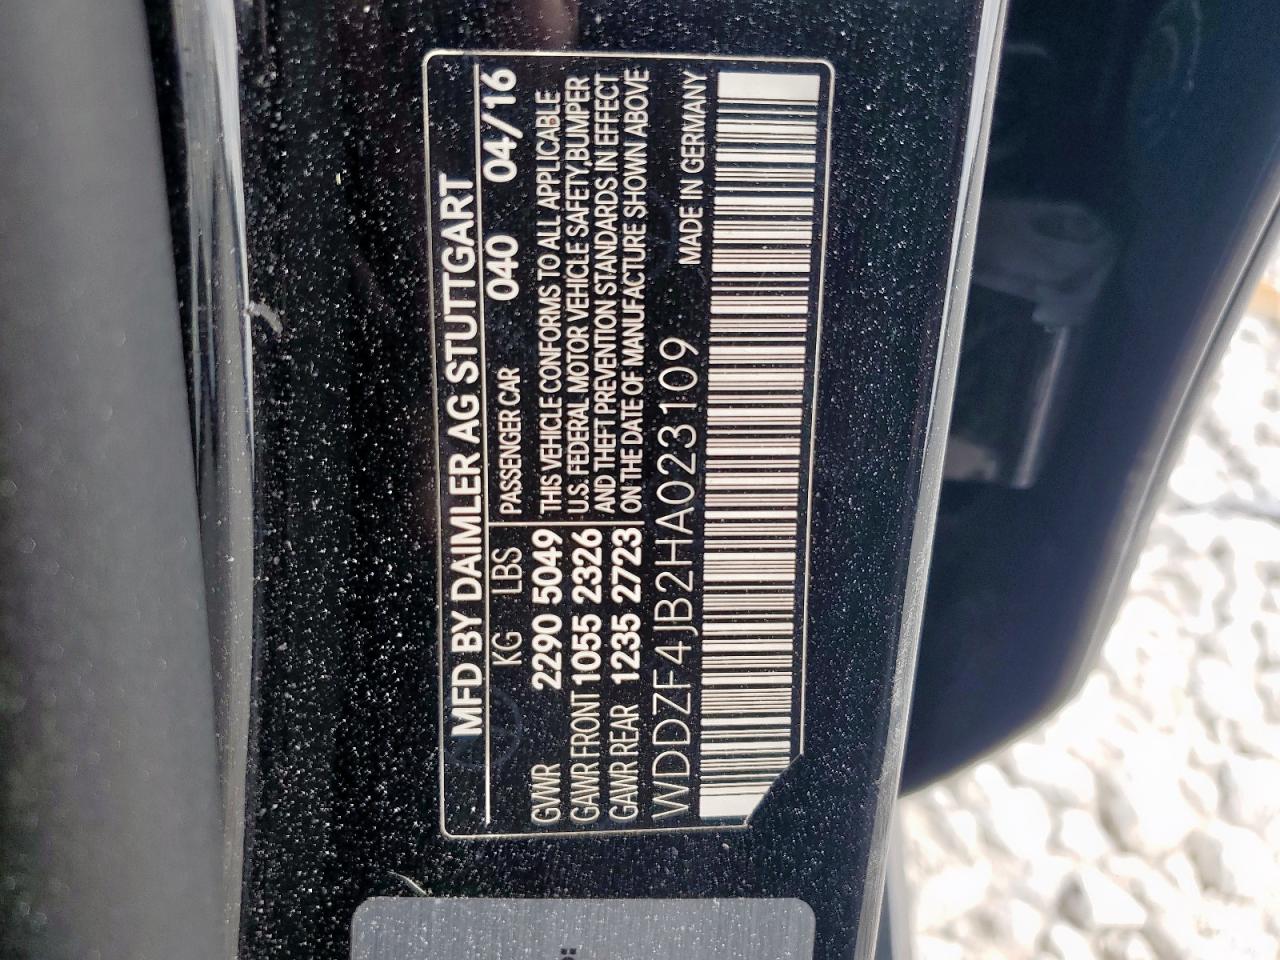 MFD BY DAIMLER AG STUTTGART
KG LBS PASSENGER CAR 040 04/16
GVWR 2290 5049 THIS VEHICLE CONFORMS TO ALL APPLICABLE
GAWR FRONT 1055 2326 U.S. FEDERAL MOTOR VEHICLE SAFETY,BUMPER
AND THEFT PREVENTION STANDARDS IN EFFECT
GAWR REAR 1235 2723 ON THE DATE OF MANUFACTURE SHOWN ABOVE
WDDZF4JB2HA023109 MADE IN GERMANY